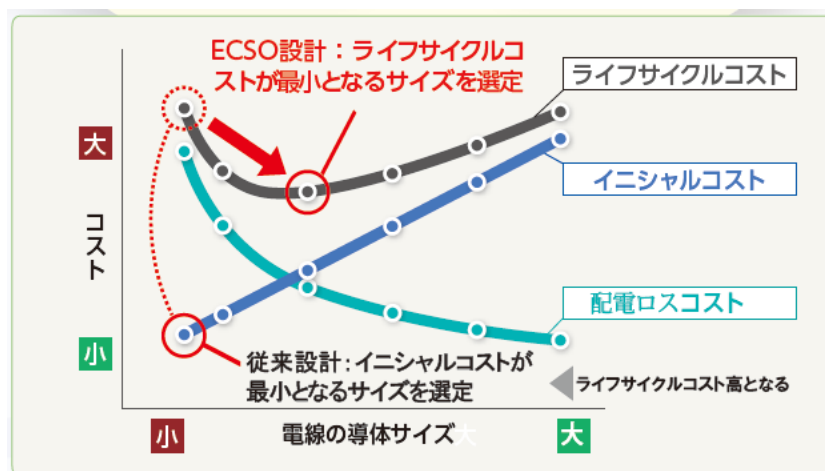 ECSO設計：ライフサイクルコ
ストが最小となるサイズを選定
ライフサイクルコスト
大
イニシャルコスト
コスト
配電ロスコスト
小
従来設計：イニシャルコストが
最小となるサイズを選定
ライフサイクルコスト高となる
小
電線の導体サイズ
大
大